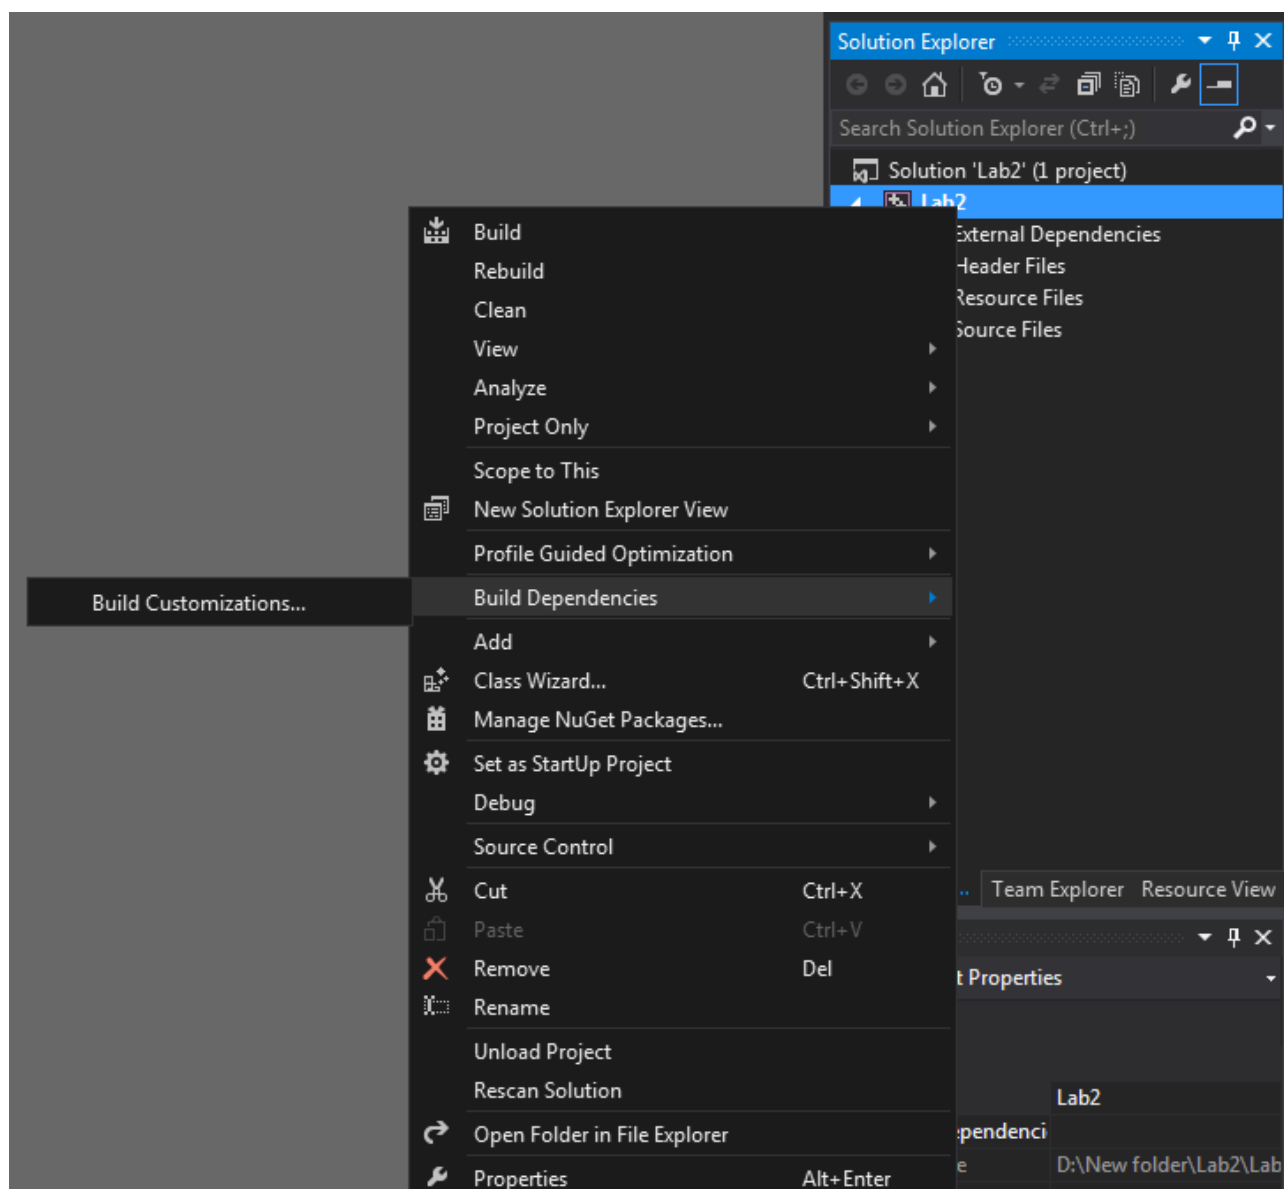 Solution Explorer
Search Solution Explorer (Ctrl+;)
Solution 'Lab2' (1 project)
Lab2
External Dependencies
Header Files
Resource Files
Source Files
Build
Rebuild
Clean
View
Analyze
Project Only
Scope to This
New Solution Explorer View
Profile Guided Optimization
Build Dependencies
Build Customizations...
Add
Class Wizard... Ctrl+Shift+X
Manage NuGet Packages...
Set as StartUp Project
Debug
Source Control
Cut Ctrl+X
Paste Ctrl+V
Remove Del
Rename
Unload Project
Rescan Solution
Open Folder in File Explorer
Properties Alt+Enter
.. Team Explorer Resource View
t Properties
Lab2
ependenci
e D:\New folder\Lab2\Lab